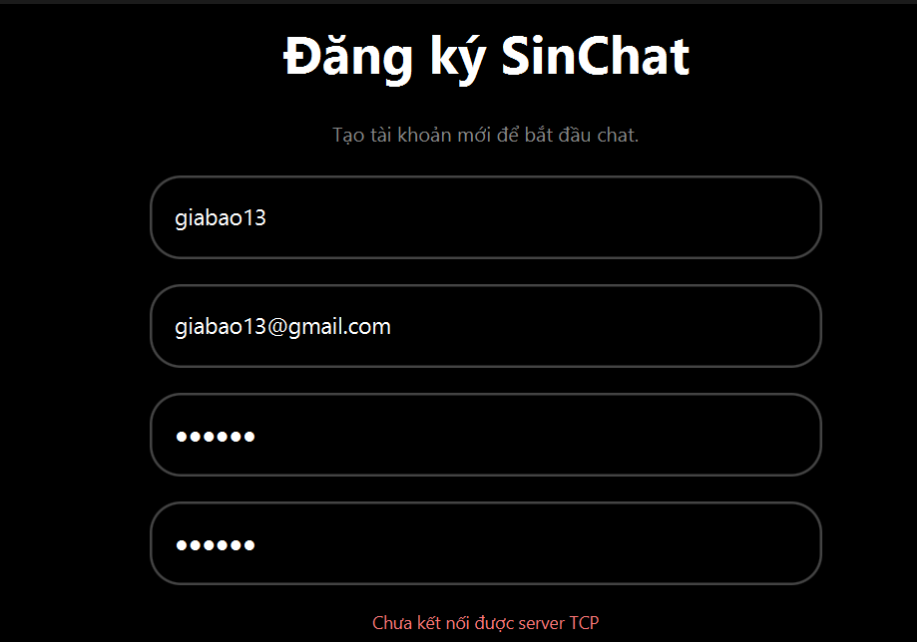 Đăng ký SinChat
Tạo tài khoản mới để bắt đầu chat.
giabao13
giabao13@gmail.com
••••••
••••••
Chưa kết nối được server TCP